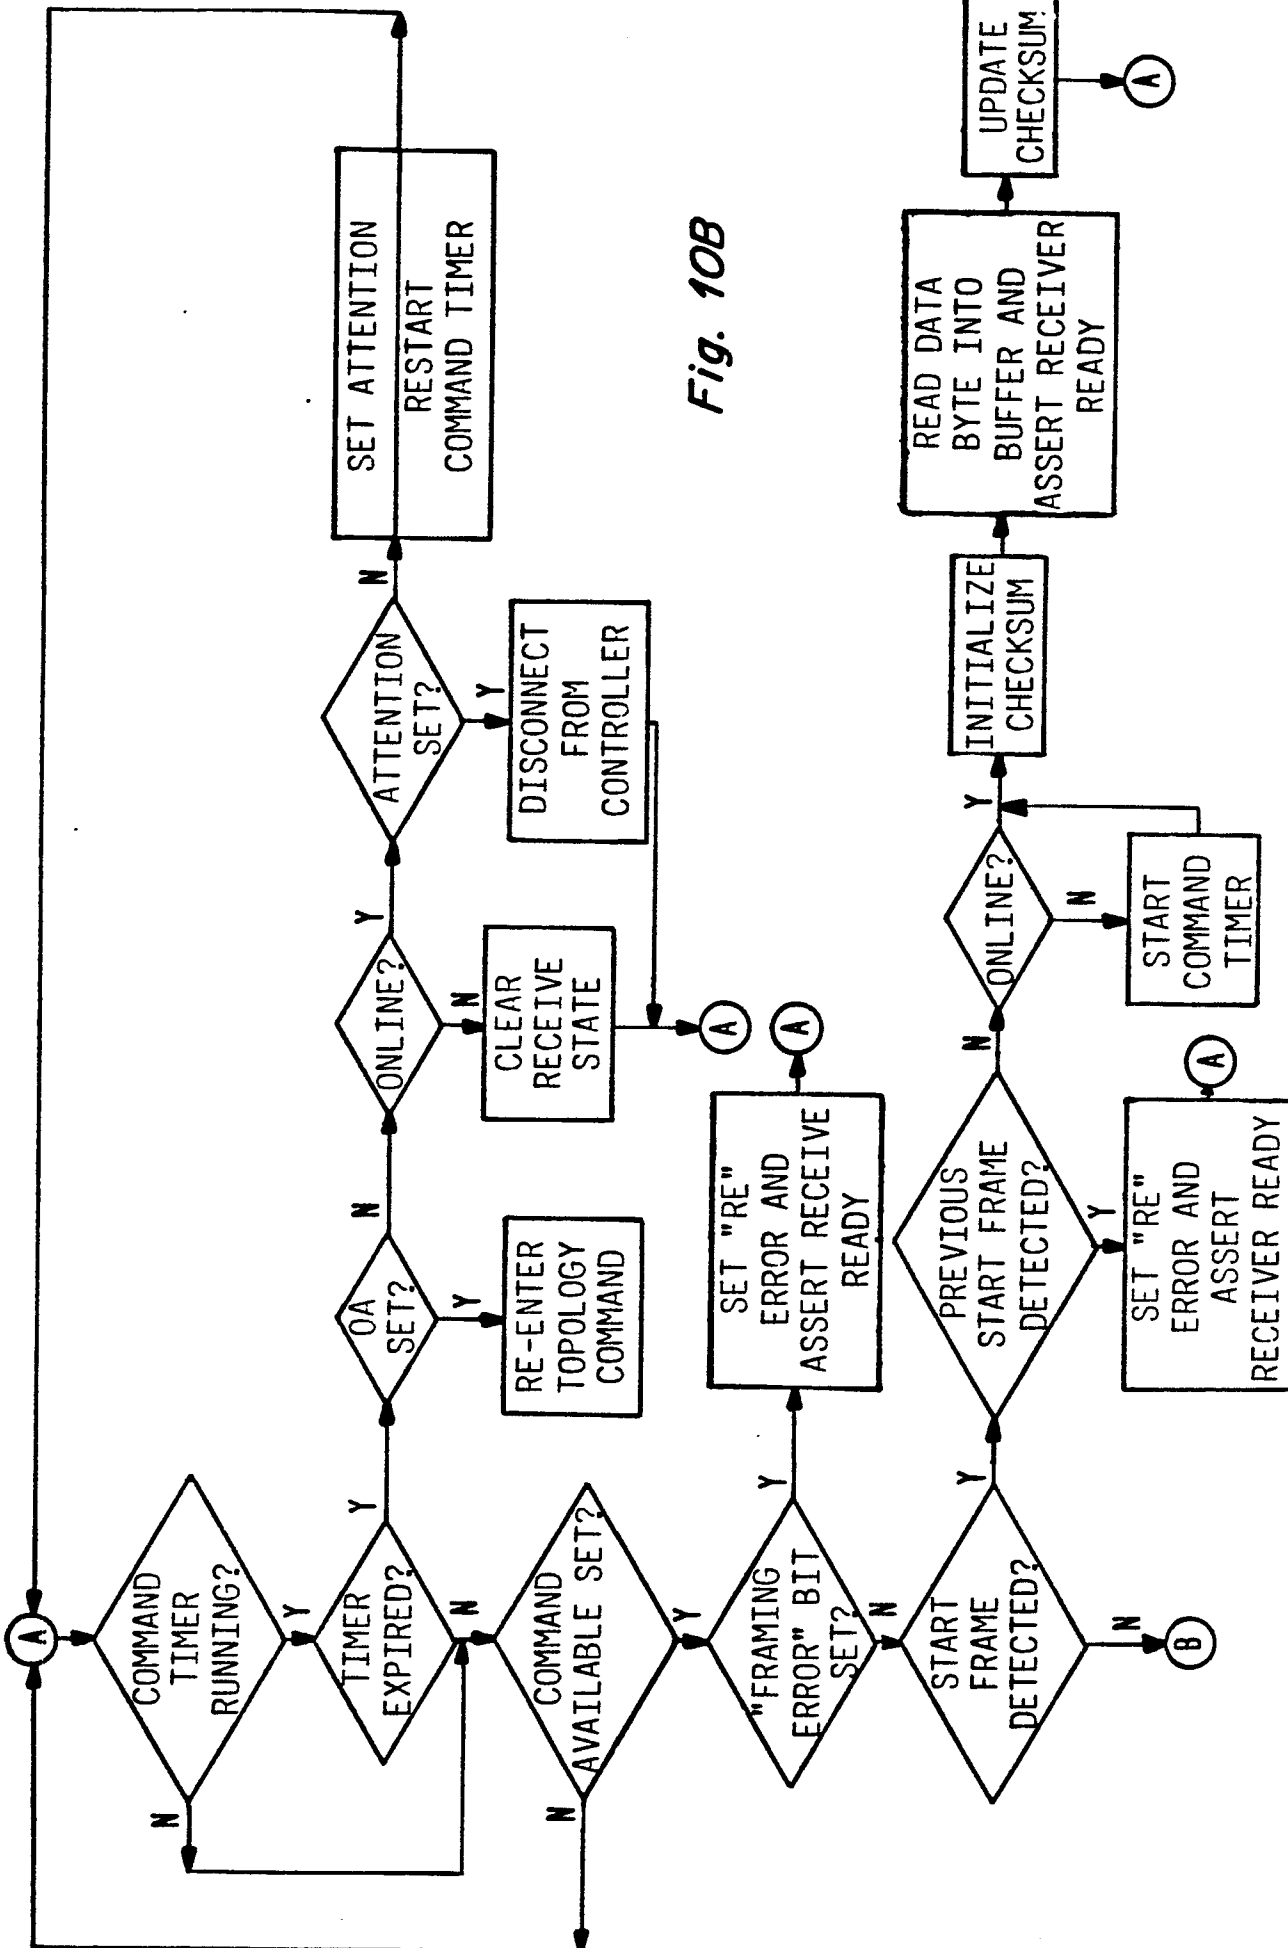 A
COMMAND
TIMER
RUNNING?
N
Y
TIMER
EXPIRED?
Y
N
OA
SET?
N
Y
RE-ENTER
TOPOLOGY
COMMAND
ONLINE?
Y
N
CLEAR
RECEIVE
STATE
A
ATTENTION
SET?
N
Y
DISCONNECT
FROM
CONTROLLER
SET ATTENTION
RESTART
COMMAND TIMER
COMMAND
AVAILABLE SET?
N
Y
"FRAMING
ERROR" BIT
SET?
Y
N
SET "RE"
ERROR AND
ASSERT RECEIVE
READY
A
Fig. 10B
START
FRAME
DETECTED?
Y
N
B
PREVIOUS
START FRAME
DETECTED?
N
Y
SET "RE"
ERROR AND
ASSERT
RECEIVER READY
A
ONLINE?
Y
N
START
COMMAND
TIMER
INITIALIZE
CHECKSUM
READ DATA
BYTE INTO
BUFFER AND
ASSERT RECEIVER
READY
UPDATE
CHECKSUM
A